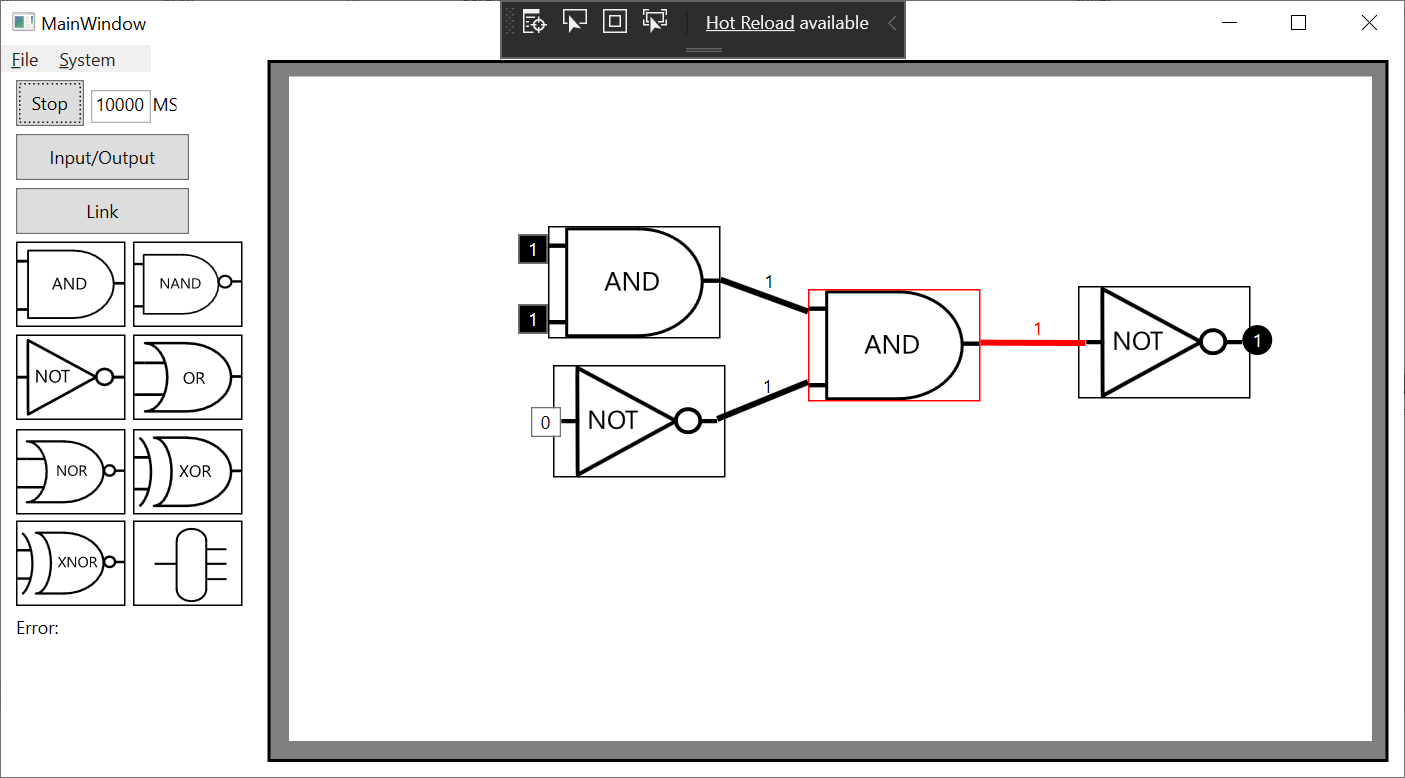 MainWindow
Hot Reload available
File System
Stop 10000 MS
Input/Output
Link
AND NAND
NOT OR
NOR XOR
XNOR
Error:
1
1
AND
1
AND
1
NOT
1
0
NOT
1